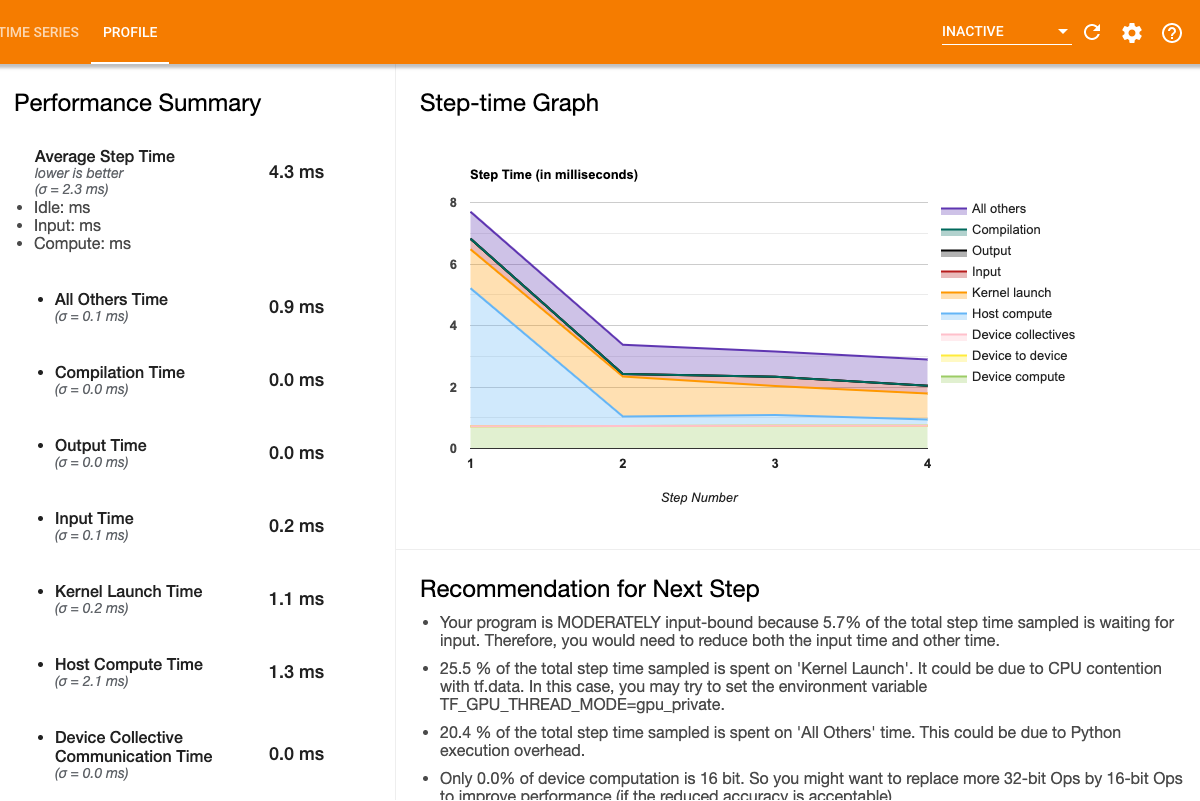 TIME SERIES
PROFILE
INACTIVE
Performance Summary
Average Step Time
lower is better
(σ = 2.3 ms)
4.3 ms
Idle: ms
Input: ms
Compute: ms
All Others Time
(σ = 0.1 ms)
0.9 ms
Compilation Time
(σ = 0.0 ms)
0.0 ms
Output Time
(σ = 0.0 ms)
0.0 ms
Input Time
(σ = 0.1 ms)
0.2 ms
Kernel Launch Time
(σ = 0.2 ms)
1.1 ms
Host Compute Time
(σ = 2.1 ms)
1.3 ms
Device Collective
Communication Time
(σ = 0.0 ms)
0.0 ms
Step-time Graph
Step Time (in milliseconds)
8
6
4
2
0
1
2
3
4
Step Number
All others
Compilation
Output
Input
Kernel launch
Host compute
Device collectives
Device to device
Device compute
Recommendation for Next Step
Your program is MODERATELY input-bound because 5.7% of the total step time sampled is waiting for
input. Therefore, you would need to reduce both the input time and other time.
25.5 % of the total step time sampled is spent on 'Kernel Launch'. It could be due to CPU contention
with tf.data. In this case, you may try to set the environment variable
TF_GPU_THREAD_MODE=gpu_private.
20.4 % of the total step time sampled is spent on 'All Others' time. This could be due to Python
execution overhead.
Only 0.0% of device computation is 16 bit. So you might want to replace more 32-bit Ops by 16-bit Ops
to improve performance (if the reduced accuracy is acceptable).